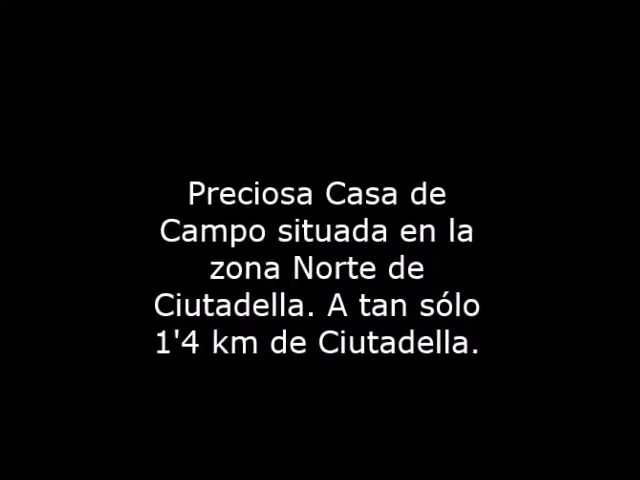 Preciosa Casa de
Campo situada en la
zona Norte de
Ciutadella. A tan sólo
1'4 km de Ciutadella.